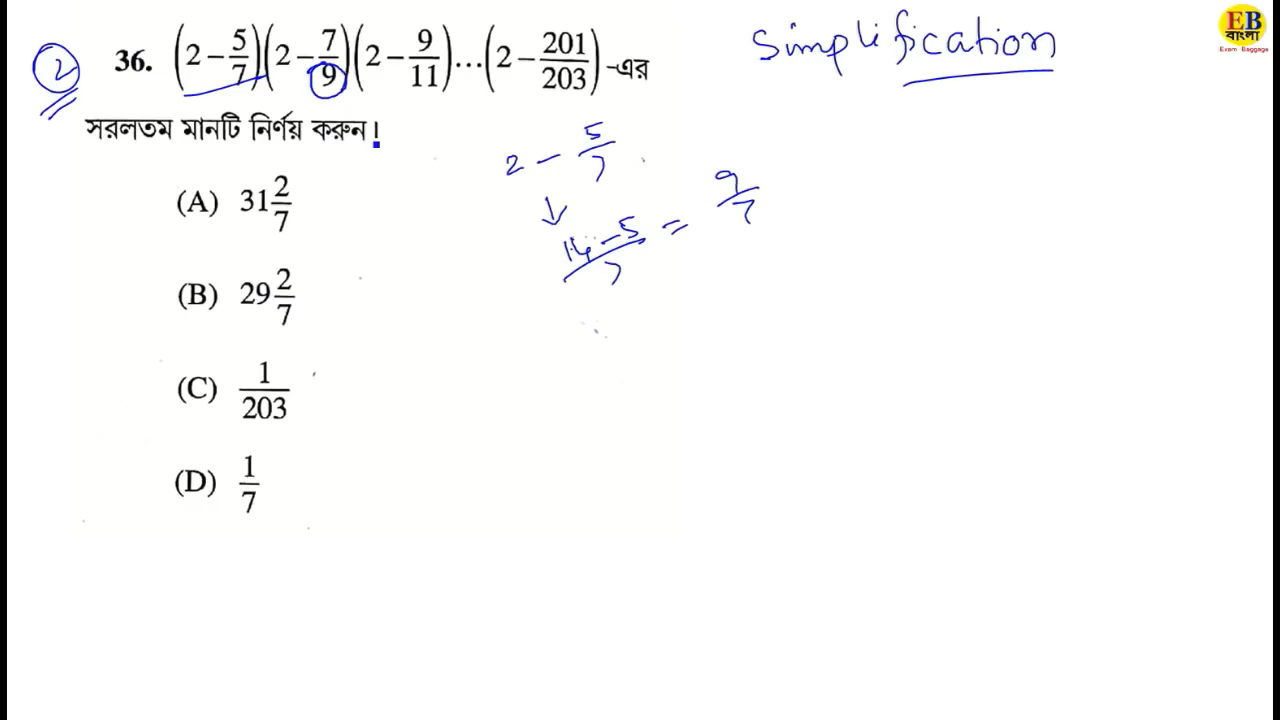 Simplification
EB
বাংলা
Exam Baggage
2
36. (2 − 5/7)(2 − 7/9)(2 − 9/11)...(2 − 201/203) -এর
সরলতম মানটি নির্ণয় করুন।
2 − 5/7
↓
(14 − 5)/7 = 9/7
(A) 31 2/7
(B) 29 2/7
(C) 1/203
(D) 1/7